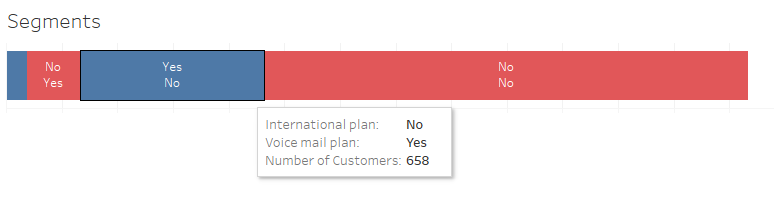 Segments
No
Yes
Yes
No
No
No
International plan: No
Voice mail plan: Yes
Number of Customers: 658